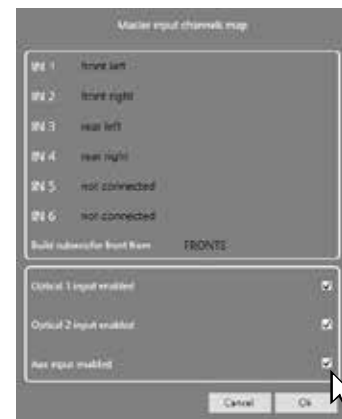 Master input channels map
IN 1 front left
IN 2 front right
IN 3 rear left
IN 4 rear right
IN 5 not connected
IN 6 not connected
Build subwoofer front from FRONTS
Optical 1 input enabled
Optical 2 input enabled
Aux input enabled
Cancel Ok